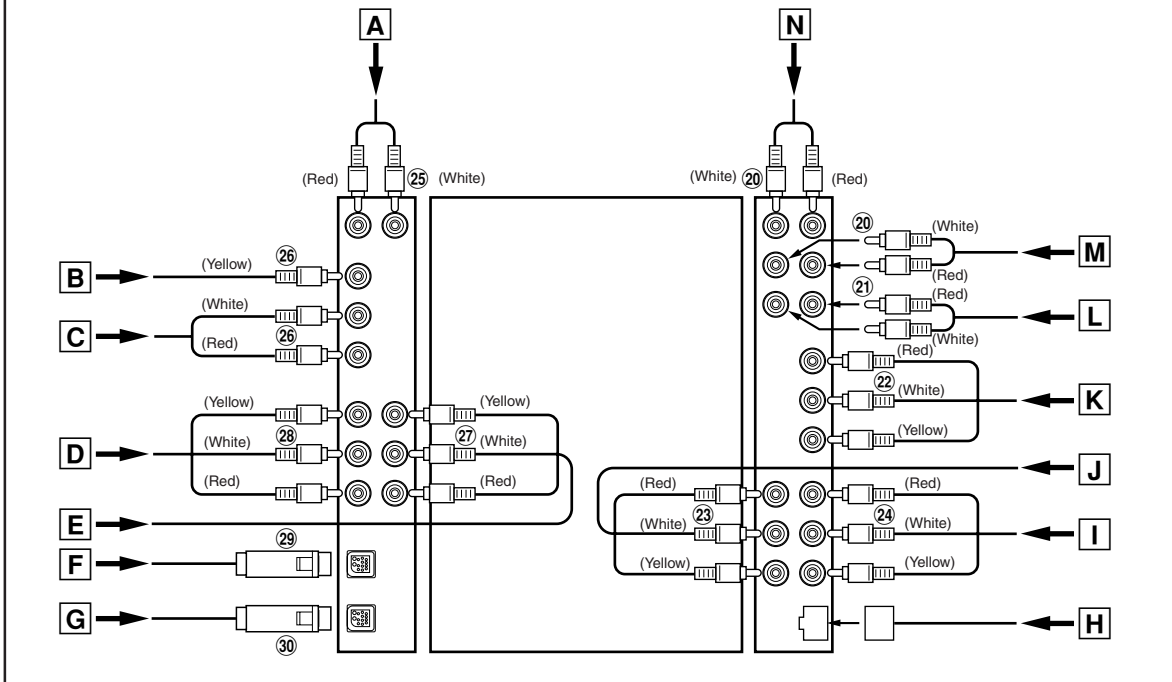 A
N
(Red) ㉕ (White)
(White) ⑳ (Red)
B
(Yellow) ㉖
C
(White)
(Red) ㉖
D
(Yellow)
(White) ㉘
(Red)
(Yellow)
㉗ (White)
(Red)
E
F
㉙
G
㉚
⑳ (White)
M
(Red)
㉑ (Red)
L
(White)
(Red)
㉒ (White)
K
(Yellow)
J
(Red)
(White) ㉓
(Yellow)
(Red)
㉔ (White)
I
(Yellow)
H